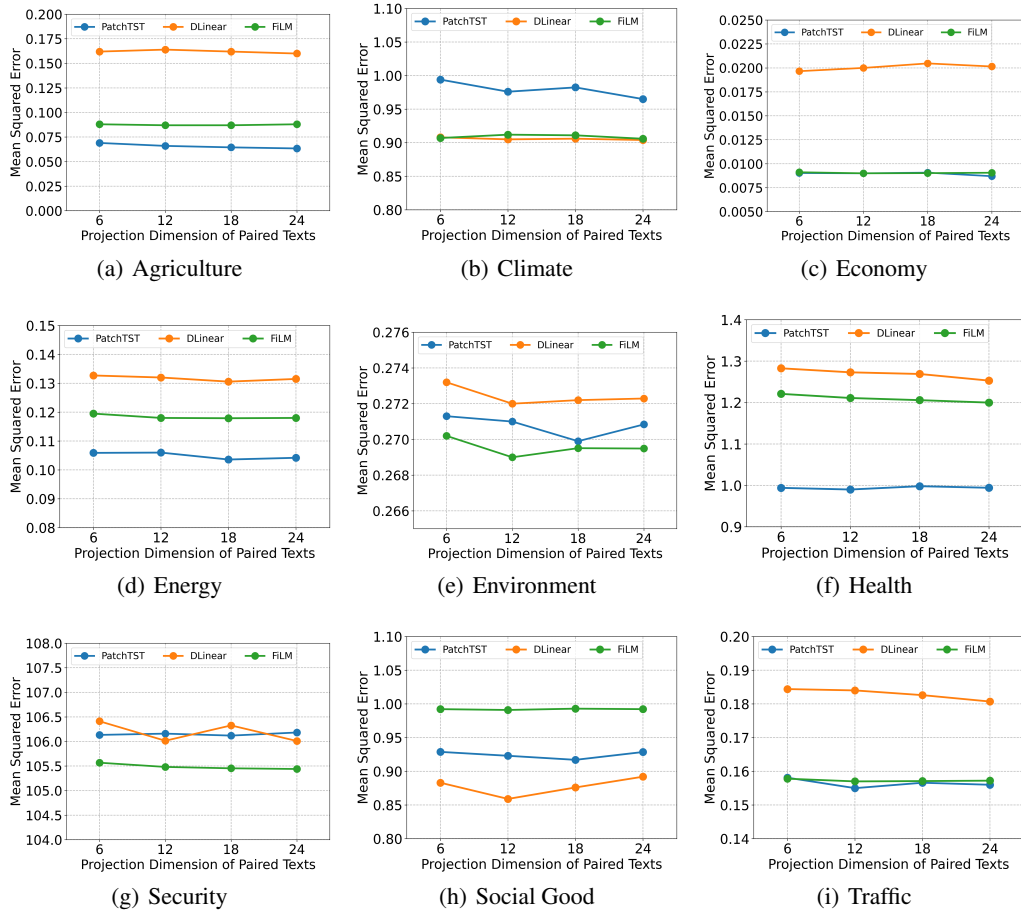 0.200
0.175
0.150
0.125
0.100
0.075
0.050
0.025
0.000
Mean Squared Error
PatchTST DLinear FiLM
6 12 18 24
Projection Dimension of Paired Texts
(a) Agriculture
1.10
1.05
1.00
0.95
0.90
0.85
0.80
Mean Squared Error
PatchTST DLinear FiLM
6 12 18 24
Projection Dimension of Paired Texts
(b) Climate
0.0250
0.0225
0.0200
0.0175
0.0150
0.0125
0.0100
0.0075
0.0050
Mean Squared Error
PatchTST DLinear FiLM
6 12 18 24
Projection Dimension of Paired Texts
(c) Economy
0.15
0.14
0.13
0.12
0.11
0.10
0.09
0.08
Mean Squared Error
PatchTST DLinear FiLM
6 12 18 24
Projection Dimension of Paired Texts
(d) Energy
0.276
0.274
0.272
0.270
0.268
0.266
Mean Squared Error
PatchTST DLinear FiLM
6 12 18 24
Projection Dimension of Paired Texts
(e) Environment
1.4
1.3
1.2
1.1
1.0
0.9
Mean Squared Error
PatchTST DLinear FiLM
6 12 18 24
Projection Dimension of Paired Texts
(f) Health
108.0
107.5
107.0
106.5
106.0
105.5
105.0
104.5
104.0
Mean Squared Error
PatchTST DLinear FiLM
6 12 18 24
Projection Dimension of Paired Texts
(g) Security
1.10
1.05
1.00
0.95
0.90
0.85
0.80
Mean Squared Error
PatchTST DLinear FiLM
6 12 18 24
Projection Dimension of Paired Texts
(h) Social Good
0.20
0.19
0.18
0.17
0.16
0.15
0.14
Mean Squared Error
PatchTST DLinear FiLM
6 12 18 24
Projection Dimension of Paired Texts
(i) Traffic